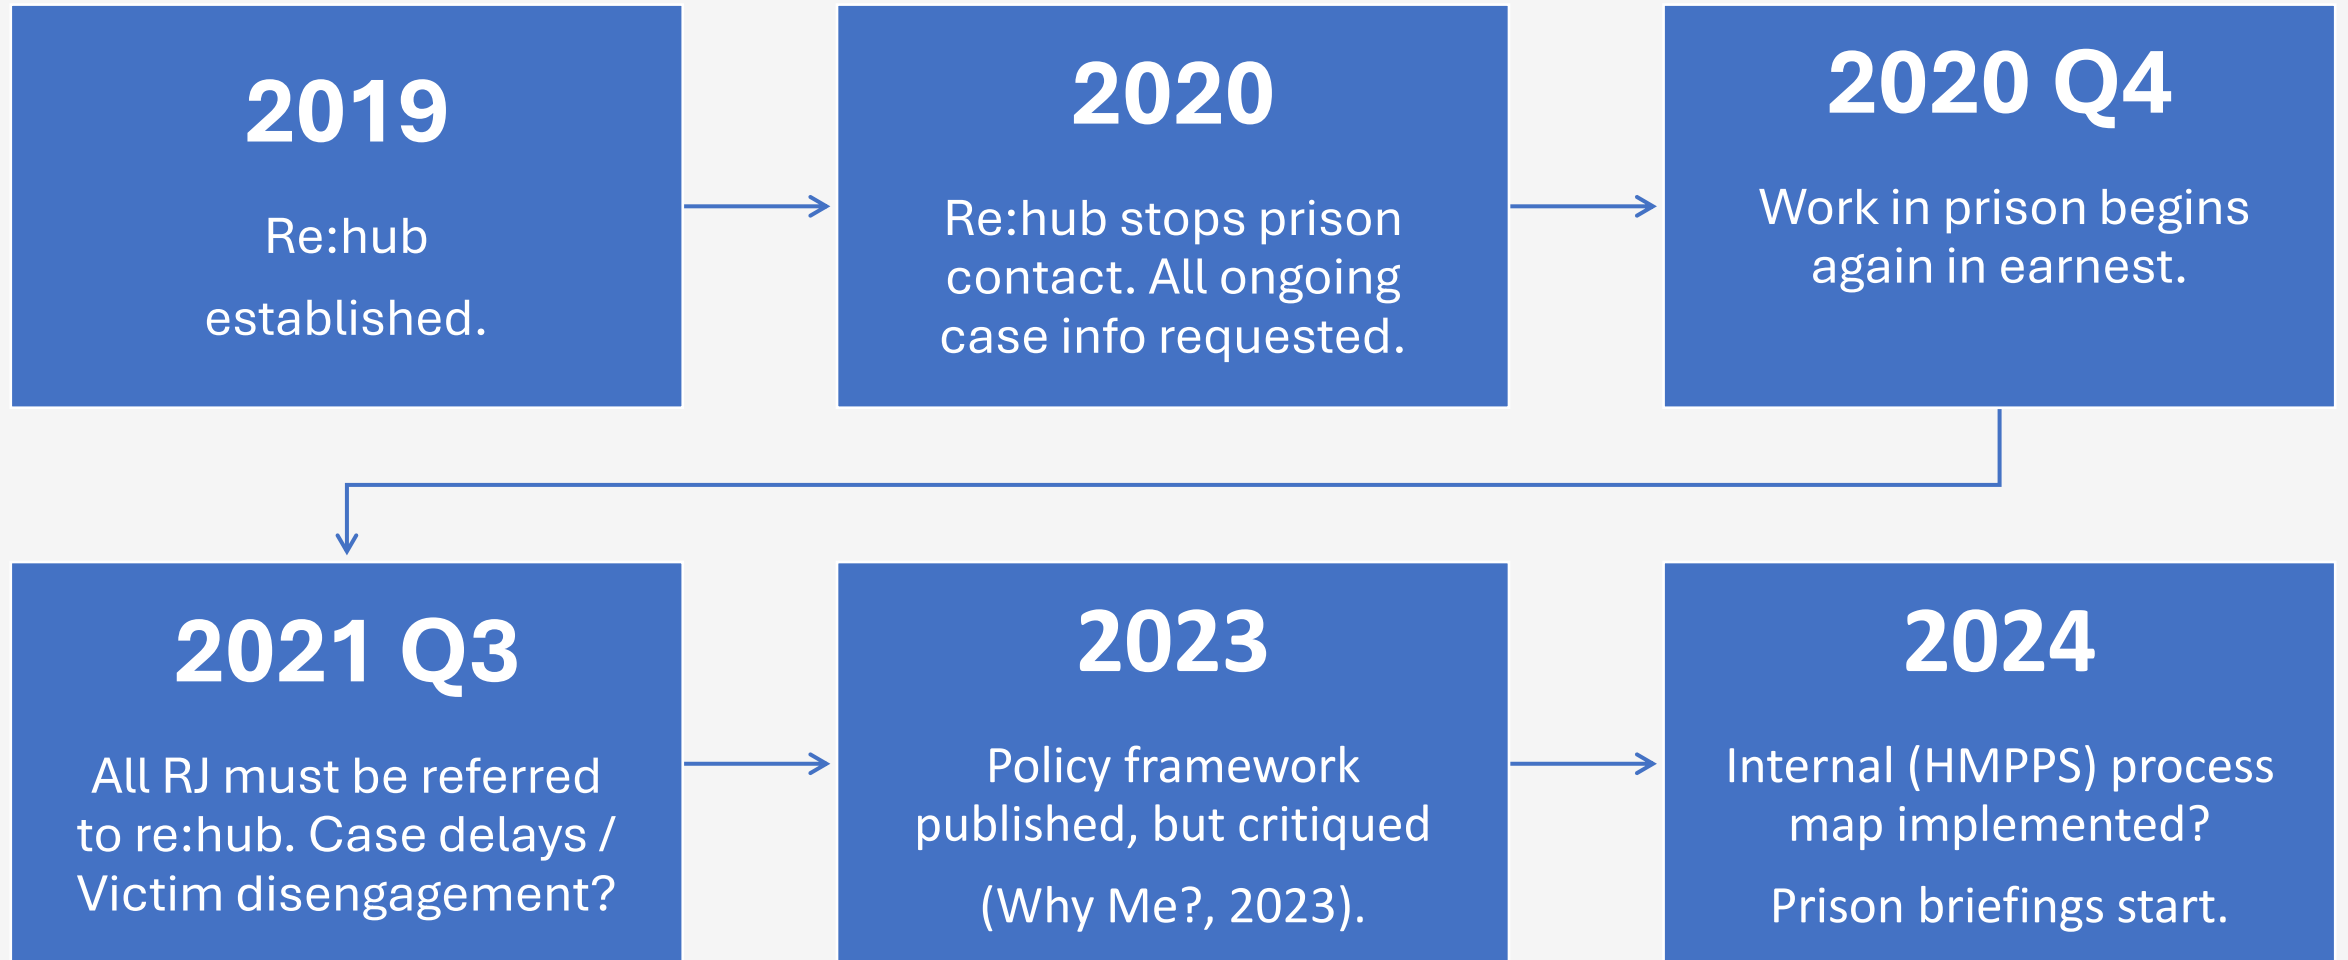 2019
Re:hub
established.
2020
Re:hub stops prison
contact. All ongoing
case info requested.
2020 Q4
Work in prison begins
again in earnest.
2021 Q3
All RJ must be referred
to re:hub. Case delays /
Victim disengagement?
2023
Policy framework
published, but critiqued
(Why Me?, 2023).
2024
Internal (HMPPS) process
map implemented?
Prison briefings start.